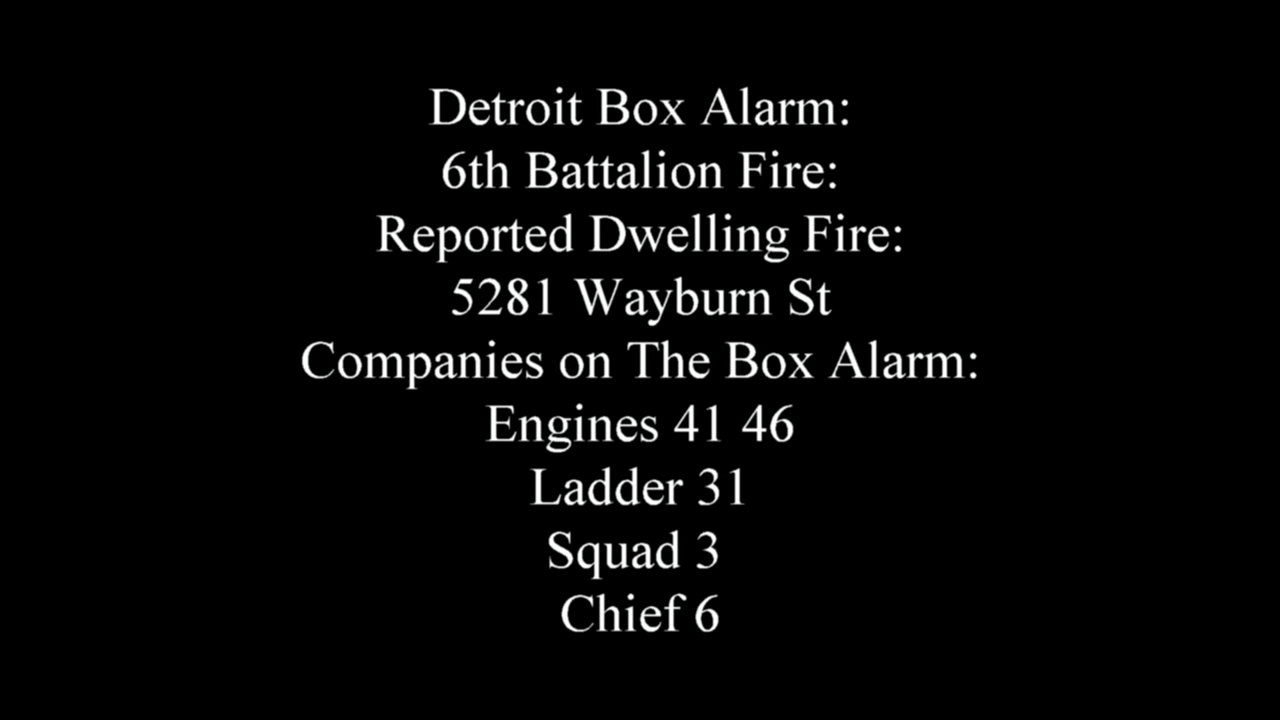 Detroit Box Alarm:
6th Battalion Fire:
Reported Dwelling Fire:
5281 Wayburn St
Companies on The Box Alarm:
Engines 41 46
Ladder 31
Squad 3
Chief 6